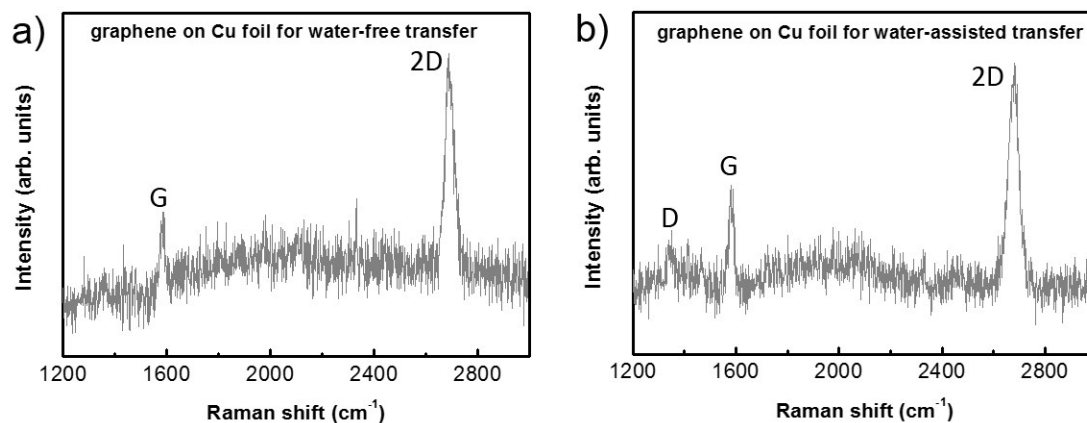 a)
graphene on Cu foil for water-free transfer
2D
G
Intensity (arb. units)
1200 1600 2000 2400 2800
Raman shift (cm⁻¹)
b)
graphene on Cu foil for water-assisted transfer
2D
G
D
Intensity (arb. units)
1200 1600 2000 2400 2800
Raman shift (cm⁻¹)